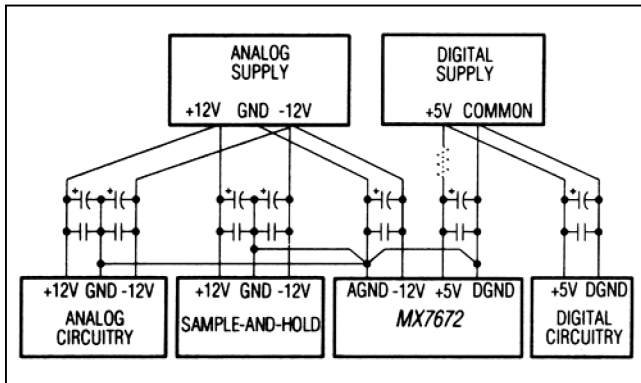 ANALOG
SUPPLY
+12V GND -12V
DIGITAL
SUPPLY
+5V COMMON
+ +
+ +
+
+
+
+12V GND -12V
ANALOG
CIRCUITRY
+12V GND -12V
SAMPLE-AND-HOLD
AGND -12V +5V DGND
MX7672
+5V DGND
DIGITAL
CIRCUITRY